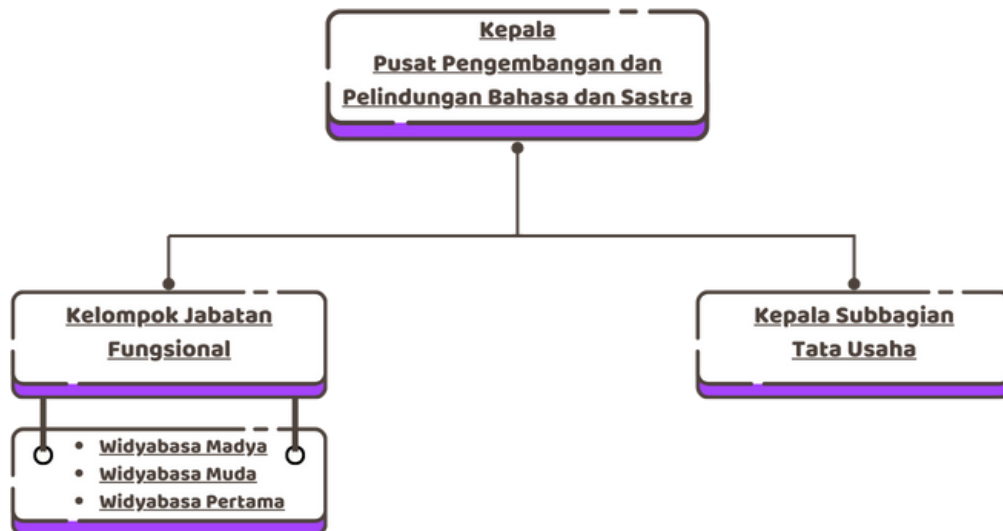 Kepala
Pusat Pengembangan dan
Pelindungan Bahasa dan Sastra
Kelompok Jabatan
Fungsional
Kepala Subbagian
Tata Usaha
• Widyabasa Madya
• Widyabasa Muda
• Widyabasa Pertama